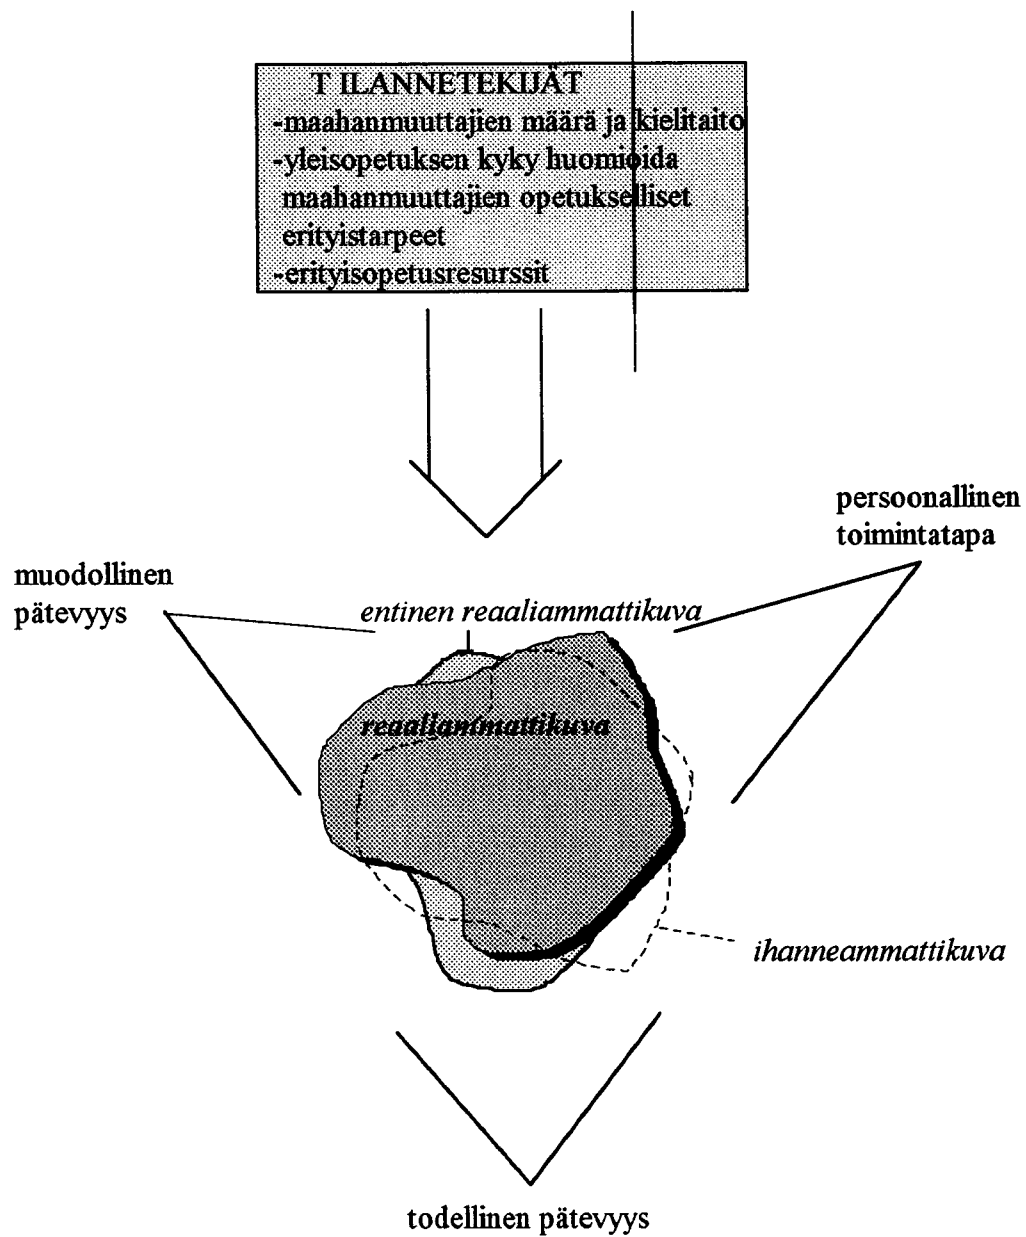 T ILANNETEKIJÄT
-maahanmuuttajien määrä ja kielitaito
-yleisopetuksen kyky huomioida
maahanmuuttajien opetukselliset
erityistarpeet
-erityisopetusresurssit
persoonallinen
toimintatapa
muodollinen
pätevyys
entinen reaaliammattikuva
reaaliammattikuva
ihanneammattikuva
todellinen pätevyys